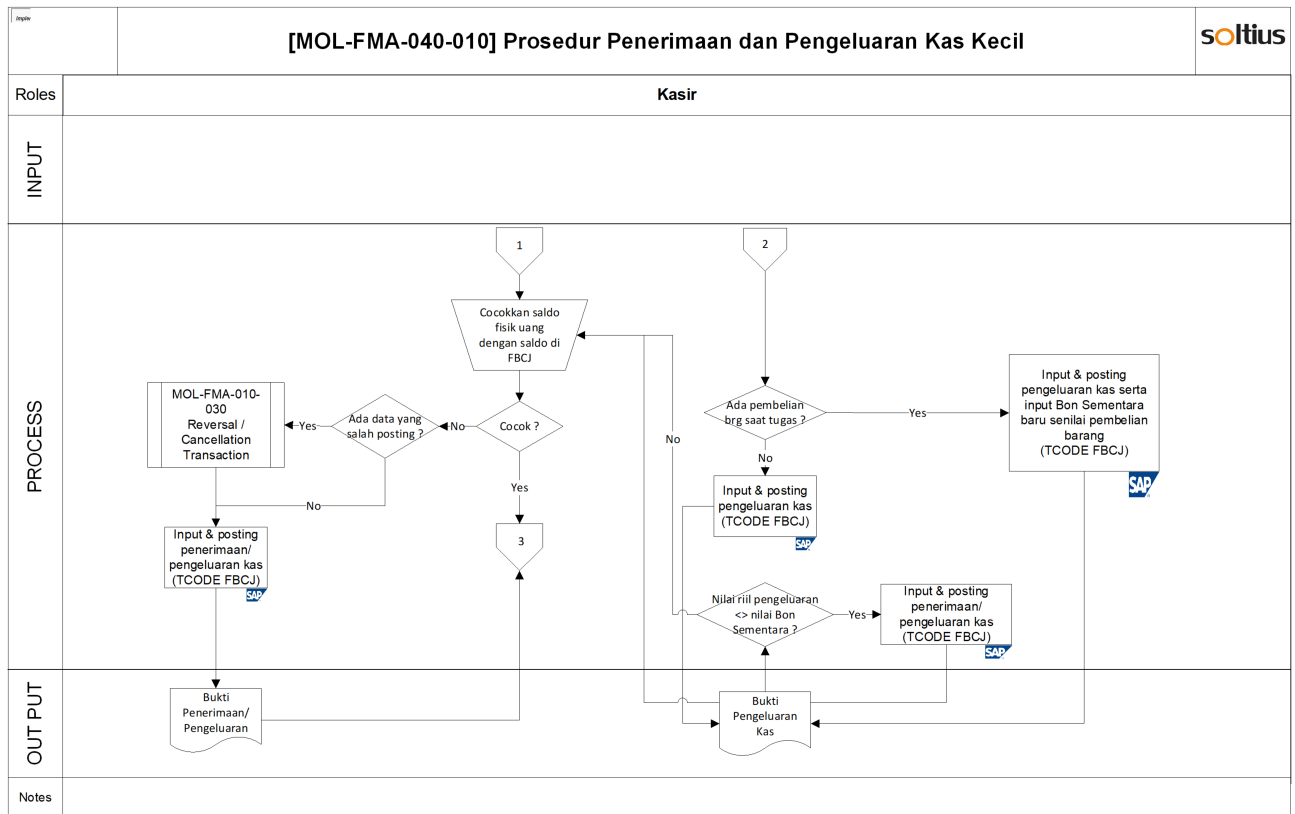 Implei
[MOL-FMA-040-010] Prosedur Penerimaan dan Pengeluaran Kas Kecil
soltius
Roles
Kasir
INPUT
PROCESS
1
2
Cocokkan saldo
fisik uang
dengan saldo di
FBCJ
MOL-FMA-010-
030
Reversal /
Cancellation
Transaction
Yes
Ada data yang
salah posting ?
No
Cocok ?
No
Ada pembelian
brg saat tugas ?
Yes
Input & posting
pengeluaran kas serta
input Bon Sementara
baru senilai pembelian
barang
(TCODE FBCJ)
SAP
No
Yes
No
Input & posting
pengeluaran kas
(TCODE FBCJ)
SAP
Input & posting
penerimaan/
pengeluaran kas
(TCODE FBCJ)
SAP
3
Nilai riil pengeluaran
<> nilai Bon
Sementara ?
Yes
Input & posting
penerimaan/
pengeluaran kas
(TCODE FBCJ)
SAP
OUT PUT
Bukti
Penerimaan/
Pengeluaran
Bukti
Pengeluaran
Kas
Notes